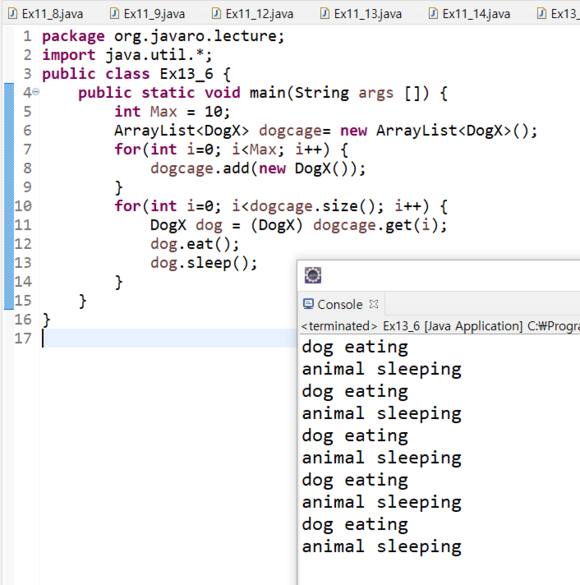 Ex11_8.java Ex11_9.java Ex11_12.java Ex11_13.java Ex11_14.java Ex13_
1 package org.javaro.lecture;
2 import java.util.*;
3 public class Ex13_6 {
4 public static void main(String args []) {
5 int Max = 10;
6 ArrayList<DogX> dogcage= new ArrayList<DogX>();
7 for(int i=0; i<Max; i++) {
8 dogcage.add(new DogX());
9 }
10 for(int i=0; i<dogcage.size(); i++) {
11 DogX dog = (DogX) dogcage.get(i);
12 dog.eat();
13 dog.sleep();
14 }
15 }
16 }
17
Console
<terminated> Ex13_6 [Java Application] C:₩Progra
dog eating
animal sleeping
dog eating
animal sleeping
dog eating
animal sleeping
dog eating
animal sleeping
dog eating
animal sleeping